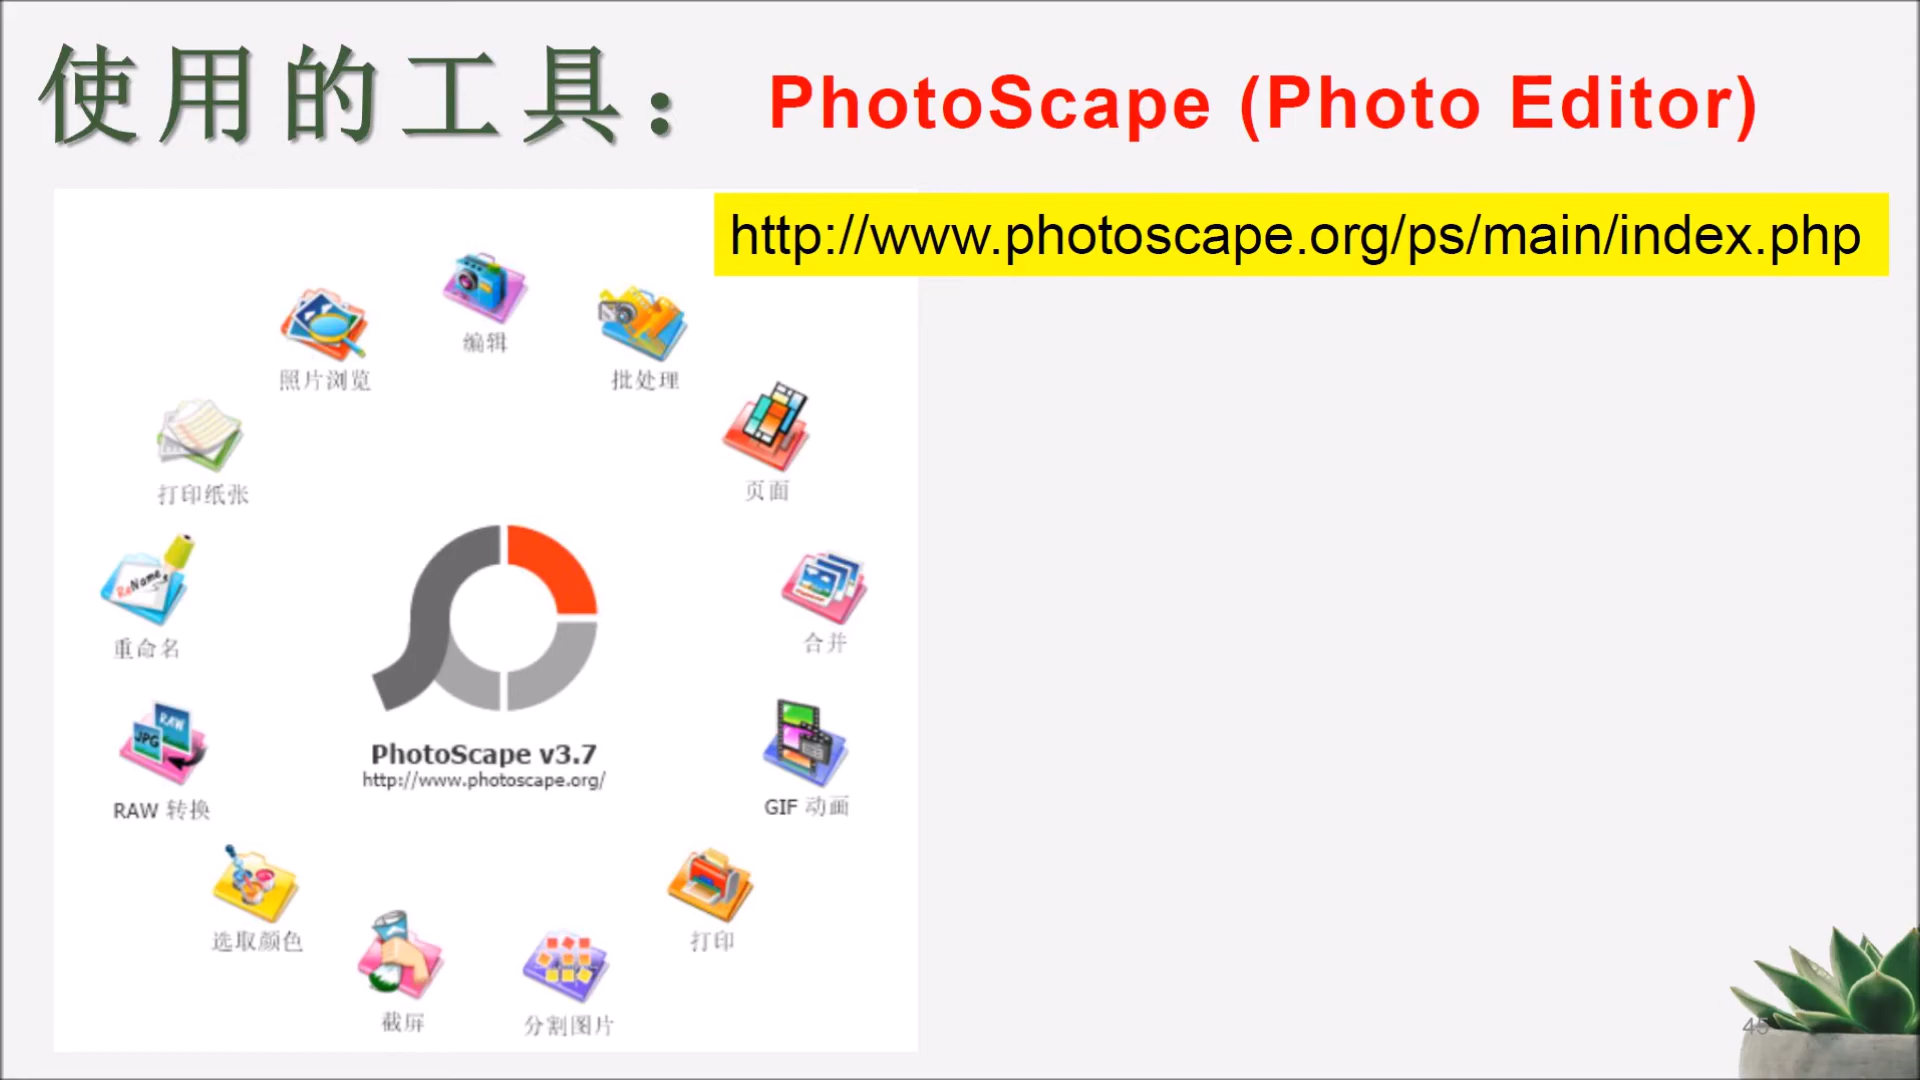 使用的工具： PhotoScape (Photo Editor)
http://www.photoscape.org/ps/main/index.php
编辑
照片浏览
批处理
打印纸张
页面
ReName
重命名
合并
RAW
JPG
PhotoScape v3.7
http://www.photoscape.org/
RAW 转换
GIF 动画
选取颜色
打印
截屏
分割图片
45